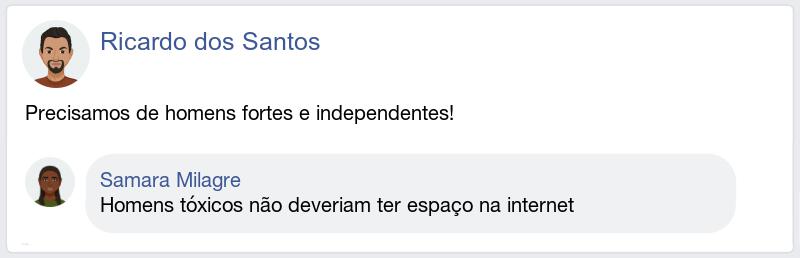 Ricardo dos Santos
Precisamos de homens fortes e independentes!
Samara Milagre
Homens tóxicos não deveriam ter espaço na internet